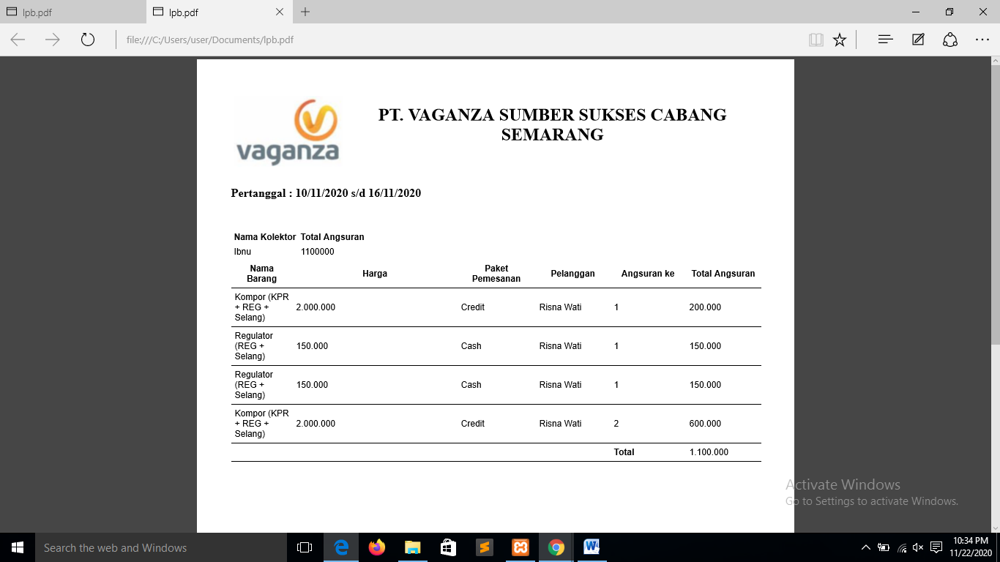 lpb.pdf
lpb.pdf
file:///C:/Users/user/Documents/lpb.pdf
vaganza
PT. VAGANZA SUMBER SUKSES CABANG
SEMARANG
Pertanggal : 10/11/2020 s/d 16/11/2020
Nama Kolektor Total Angsuran
Ibnu 1100000
Nama Barang Harga Paket Pemesanan Pelanggan Angsuran ke Total Angsuran
Kompor (KPR + REG + Selang) 2.000.000 Credit Risna Wati 1 200.000
Regulator (REG + Selang) 150.000 Cash Risna Wati 1 150.000
Regulator (REG + Selang) 150.000 Cash Risna Wati 1 150.000
Kompor (KPR + REG + Selang) 2.000.000 Credit Risna Wati 2 600.000
Total 1.100.000
Activate Windows
Go to Settings to activate Windows.
Search the web and Windows
10:34 PM
11/22/2020